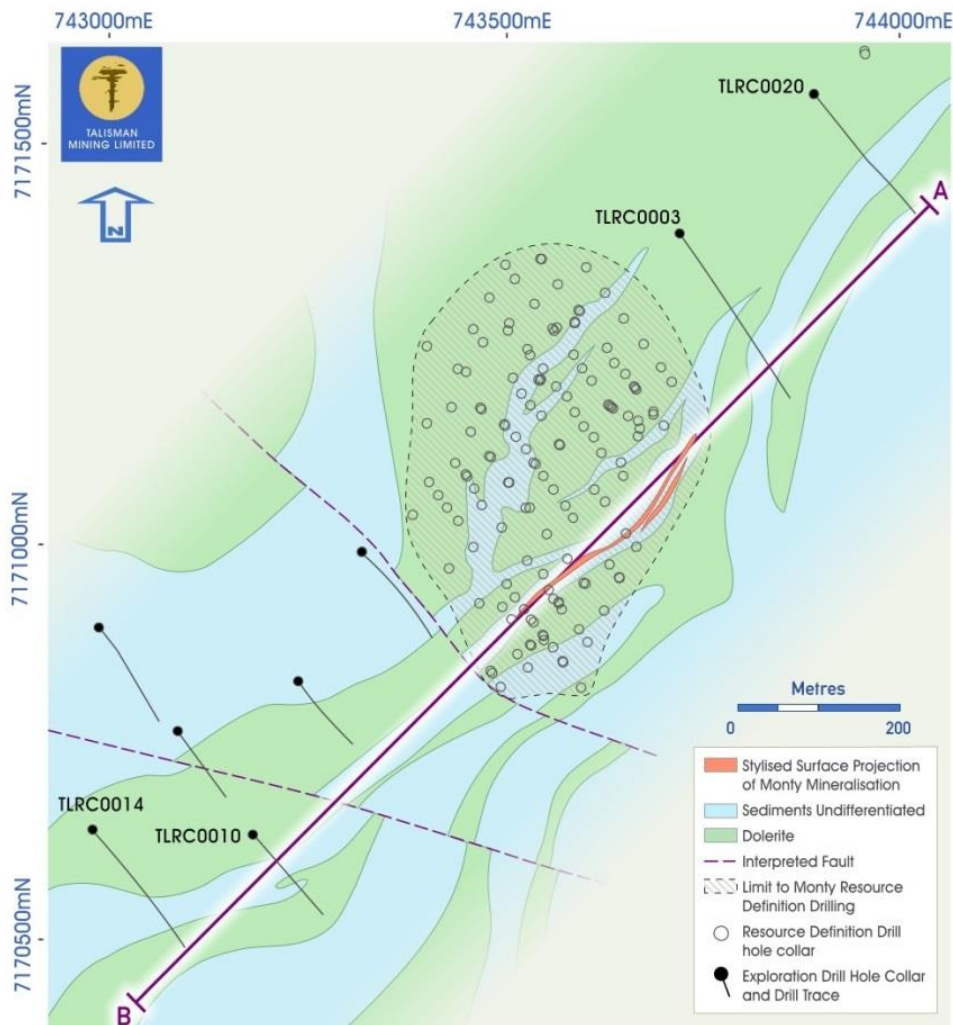 743000mE
743500mE
744000mE
7171500mN
7171000mN
7170500mN
TALISMAN
MINING LIMITED
N
TLRC0020
A
TLRC0003
TLRC0014
TLRC0010
B
Metres
0
200
Stylised Surface Projection
of Monty Mineralisation
Sediments Undifferentiated
Dolerite
Interpreted Fault
Limit to Monty Resource
Definition Drilling
Resource Definition Drill
hole collar
Exploration Drill Hole Collar
and Drill Trace